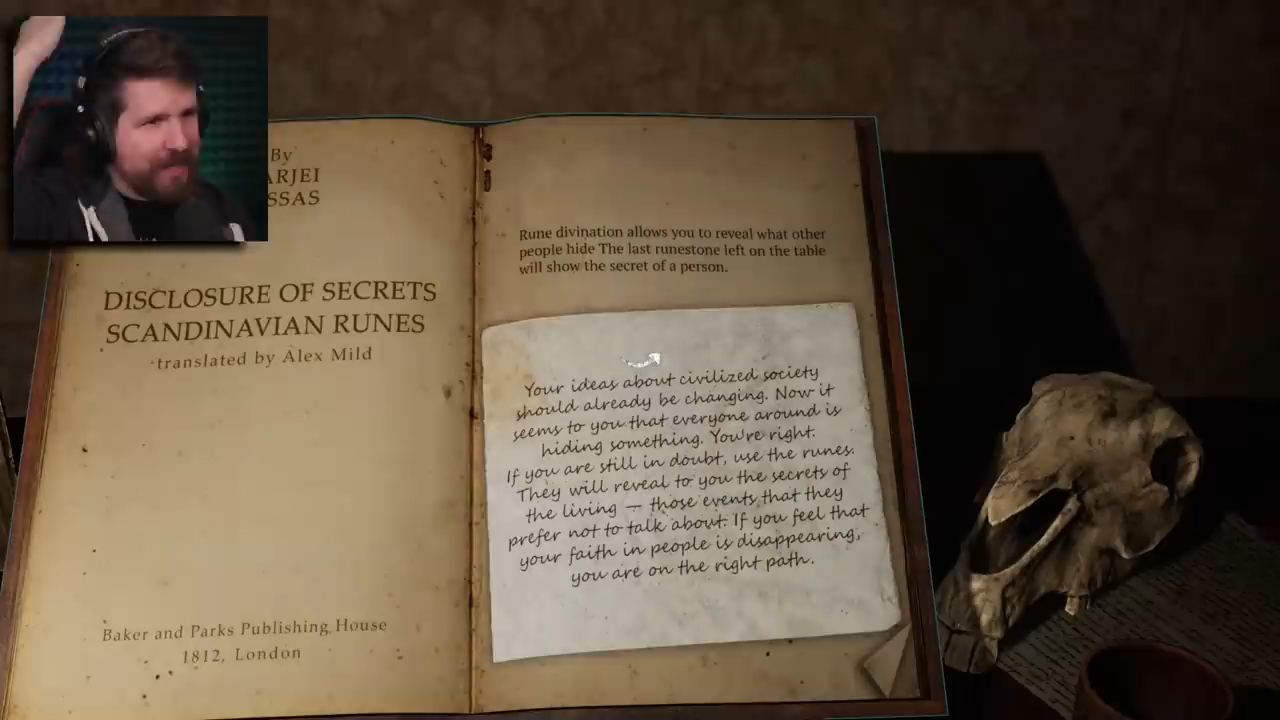 By
DISCLOSURE OF SECRETS
SCANDINAVIAN RUNES
translated by Alex Mild
Baker and Parks Publishing House
1812, London
Rune divination allows you to reveal what other
people hide The last runestone left on the table
will show the secret of a person.
Your ideas about civilized society
should already be changing. Now it
seems to you that everyone around is
hiding something. You're right.
If you are still in doubt, use the runes.
They will reveal to you the secrets of
the living — those events that they
prefer not to talk about. If you feel that
your faith in people is disappearing,
you are on the right path.